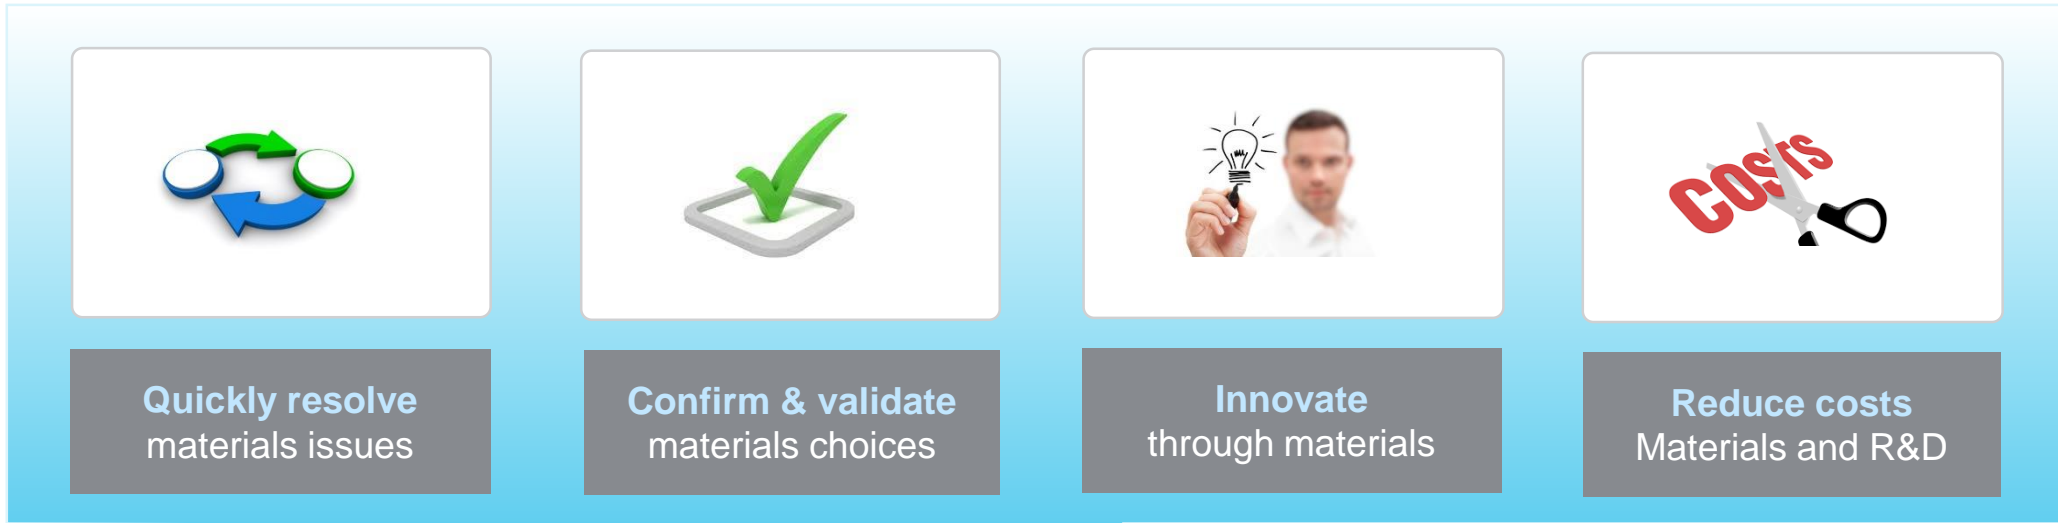 COSTS
Quickly resolve
materials issues
Confirm & validate
materials choices
Innovate
through materials
Reduce costs
Materials and R&D